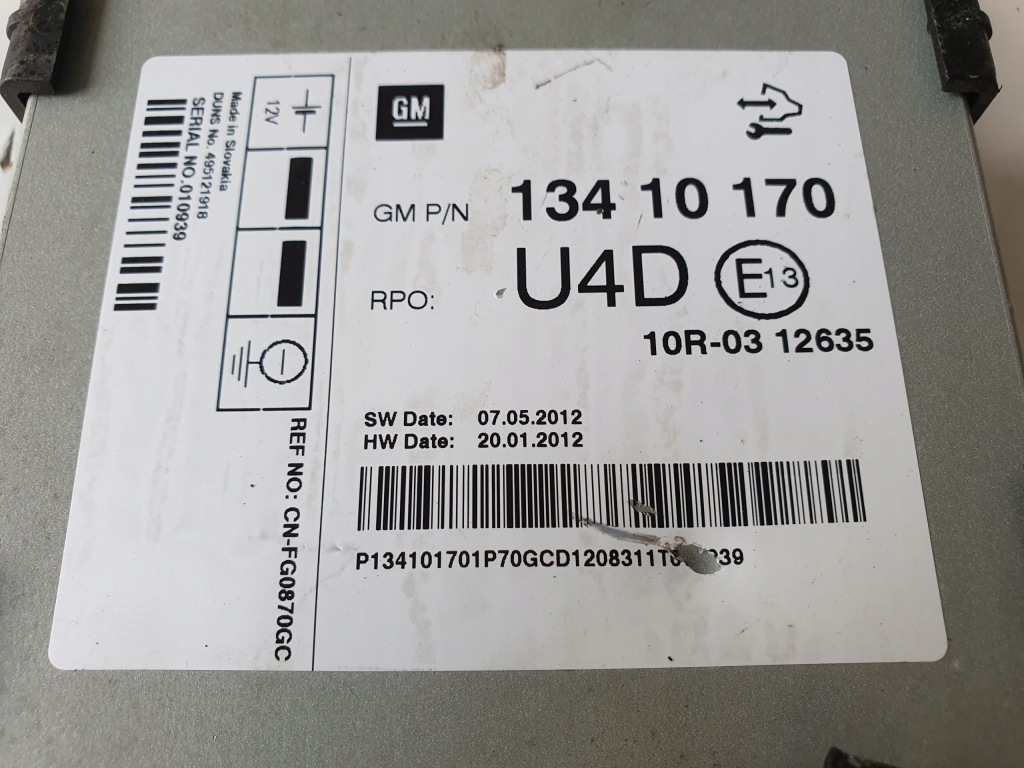 GM
GM P/N 134 10 170
RPO: U4D E13
10R-03 12635
SW Date: 07.05.2012
HW Date: 20.01.2012
Made in Slovakia
DUNS No. 495121918
SERIAL NO.010939
12V
REF NO: CN-FG0870GC